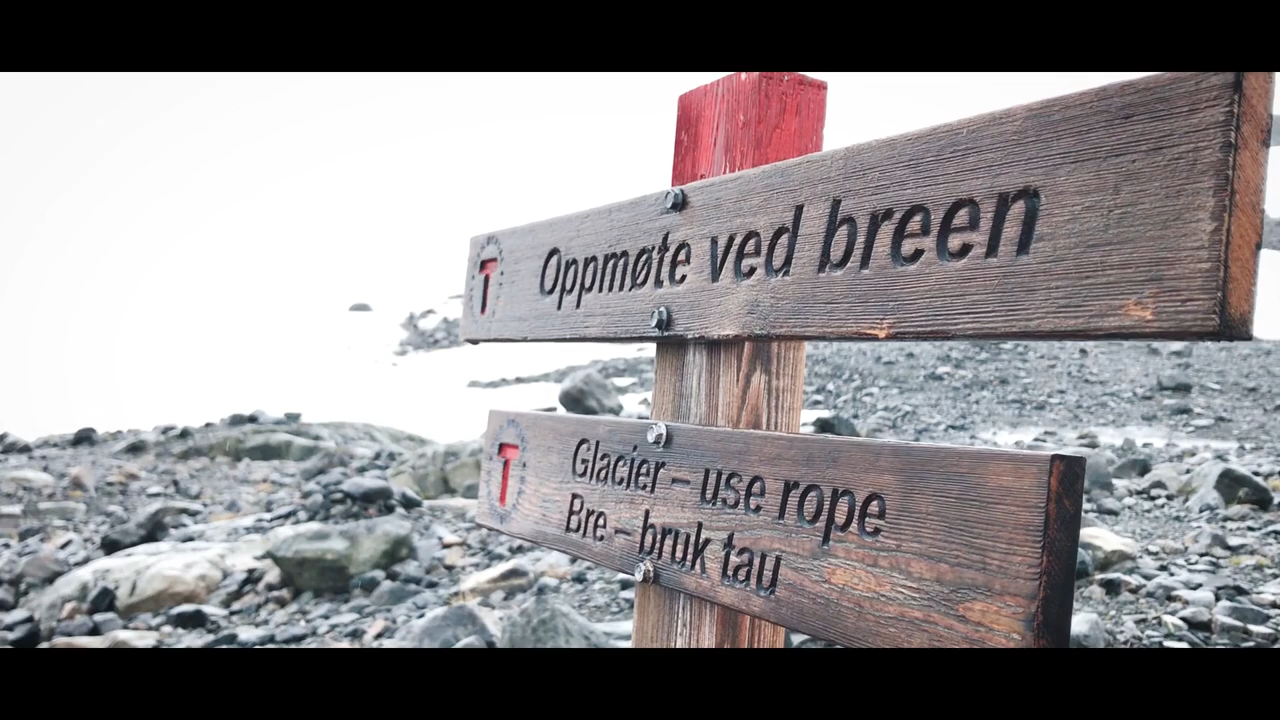 T
Oppmøte ved breen
T
Glacier – use rope
Bre – bruk tau